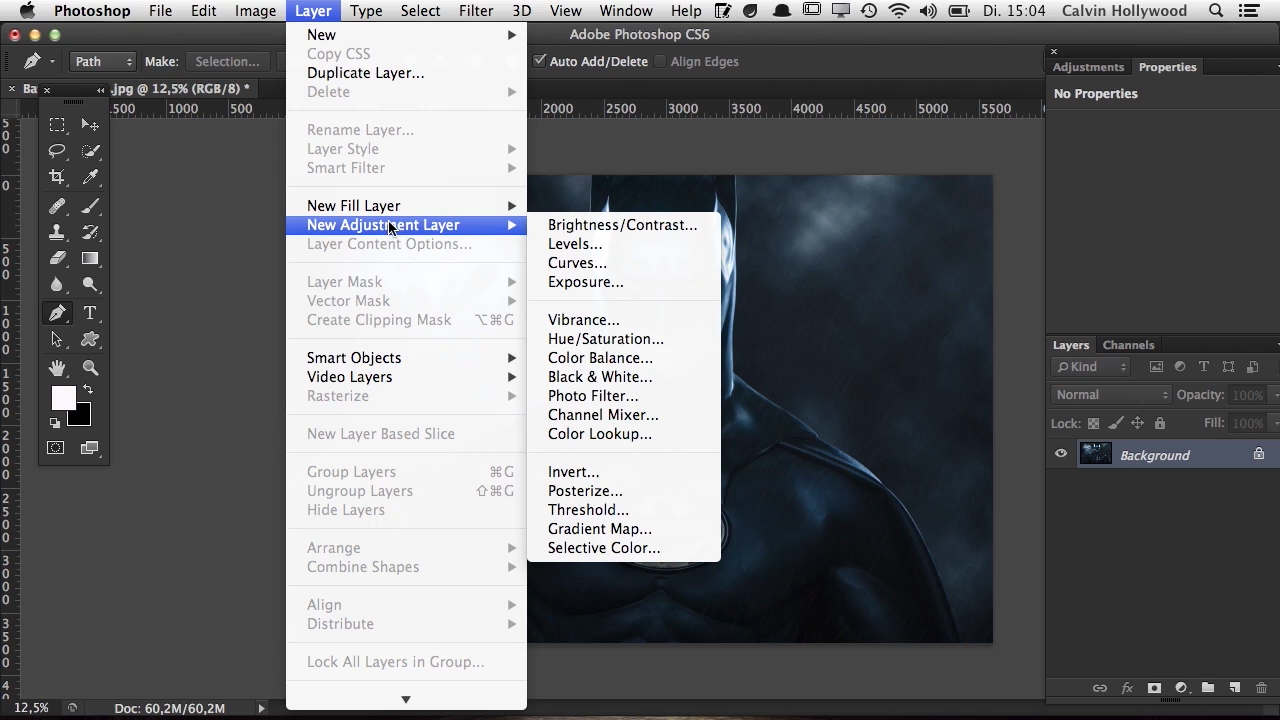 Photoshop File Edit Image Layer Type Select Filter 3D View Window Help Di. 15:04 Calvin Hollywood
Adobe Photoshop CS6
Path Make: Selection... Auto Add/Delete Align Edges
Ba .jpg @ 12,5% (RGB/8) *
500 1000 500 2000 2500 3000 3500 4000 4500 5000 5500
New
Copy CSS
Duplicate Layer...
Delete
Rename Layer...
Layer Style
Smart Filter
New Fill Layer
New Adjustment Layer
Layer Content Options...
Layer Mask
Vector Mask
Create Clipping Mask ⌥⌘G
Smart Objects
Video Layers
Rasterize
New Layer Based Slice
Group Layers ⌘G
Ungroup Layers ⇧⌘G
Hide Layers
Arrange
Combine Shapes
Align
Distribute
Lock All Layers in Group...
Brightness/Contrast...
Levels...
Curves...
Exposure...
Vibrance...
Hue/Saturation...
Color Balance...
Black & White...
Photo Filter...
Channel Mixer...
Color Lookup...
Invert...
Posterize...
Threshold...
Gradient Map...
Selective Color...
Adjustments Properties
No Properties
Layers Channels
Kind
Normal Opacity: 100%
Lock: Fill: 100%
Background
12,5% Doc: 60,2M/60,2M